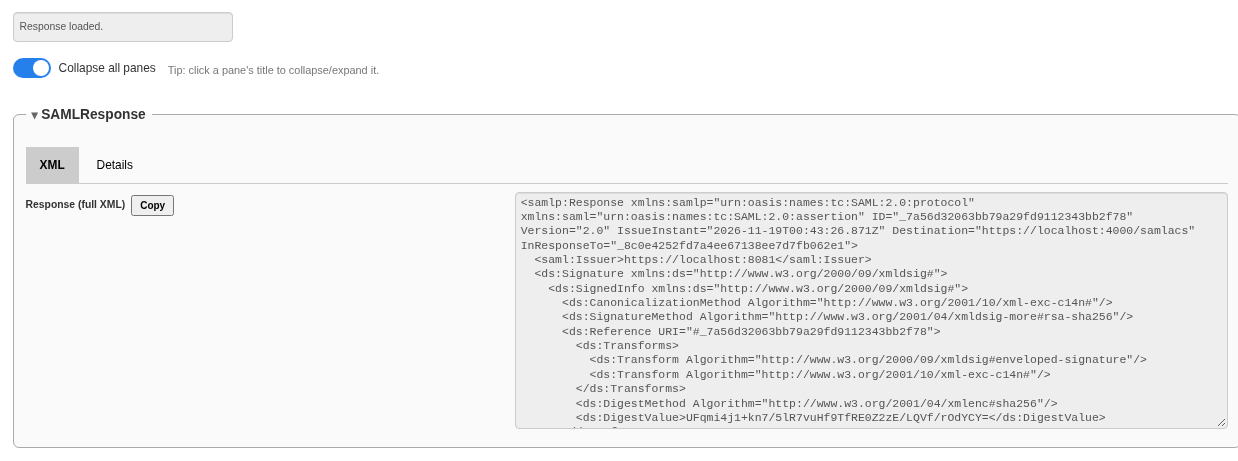 Response loaded.
Collapse all panes Tip: click a pane's title to collapse/expand it.
▾ SAMLResponse
XML Details
Response (full XML) Copy
<samlp:Response xmlns:samlp="urn:oasis:names:tc:SAML:2.0:protocol"
xmlns:saml="urn:oasis:names:tc:SAML:2.0:assertion" ID="_7a56d32063bb79a29fd9112343bb2f78"
Version="2.0" IssueInstant="2026-11-19T00:43:26.871Z" Destination="https://localhost:4000/samlacs"
InResponseTo="_8c0e4252fd7a4ee67138ee7d7fb062e1">
  <saml:Issuer>https://localhost:8081</saml:Issuer>
  <ds:Signature xmlns:ds="http://www.w3.org/2000/09/xmldsig#">
    <ds:SignedInfo xmlns:ds="http://www.w3.org/2000/09/xmldsig#">
      <ds:CanonicalizationMethod Algorithm="http://www.w3.org/2001/10/xml-exc-c14n#"/>
      <ds:SignatureMethod Algorithm="http://www.w3.org/2001/04/xmldsig-more#rsa-sha256"/>
      <ds:Reference URI="#_7a56d32063bb79a29fd9112343bb2f78">
        <ds:Transforms>
          <ds:Transform Algorithm="http://www.w3.org/2000/09/xmldsig#enveloped-signature"/>
          <ds:Transform Algorithm="http://www.w3.org/2001/10/xml-exc-c14n#"/>
        </ds:Transforms>
        <ds:DigestMethod Algorithm="http://www.w3.org/2001/04/xmlenc#sha256"/>
        <ds:DigestValue>UFqmi4j1+kn7/5lR7vuHf9TfRE0Z2zE/LQVf/rOdYCY=</ds:DigestValue>